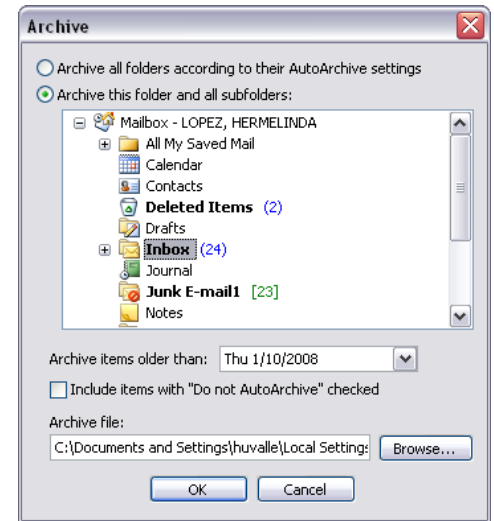 Archive
Archive all folders according to their AutoArchive settings
Archive this folder and all subfolders:
Mailbox - LOPEZ, HERMELINDA
All My Saved Mail
Calendar
Contacts
Deleted Items (2)
Drafts
Inbox (24)
Journal
Junk E-mail1 [23]
Notes
Archive items older than: Thu 1/10/2008
Include items with "Do not AutoArchive" checked
Archive file:
C:\Documents and Settings\huvalle\Local Settings Browse...
OK Cancel